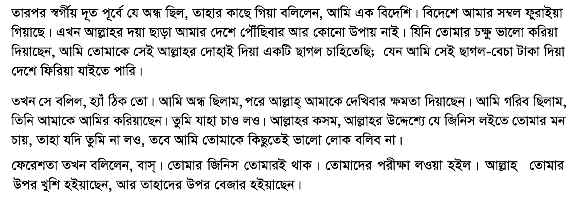 তারপর স্বর্গীয় দূত পূর্বে যে অন্ধ ছিল, তাহার কাছে গিয়া বলিলেন, আমি এক বিদেশি। বিদেশে আমার সম্বল ফুরাইয়া
গিয়াছে। এখন আল্লাহর দয়া ছাড়া আমার দেশে পৌঁছিবার আর কোনো উপায় নাই। যিনি তোমার চক্ষু ভালো করিয়া
দিয়াছেন, আমি তোমাকে সেই আল্লাহর দোহাই দিয়া একটি ছাগল চাহিতেছি; যেন আমি সেই ছাগল-বেচা টাকা দিয়া
দেশে ফিরিয়া যাইতে পারি।
তখন সে বলিল, হ্যাঁ ঠিক তো। আমি অন্ধ ছিলাম, পরে আল্লাহ্ আমাকে দেখিবার ক্ষমতা দিয়াছেন। আমি গরিব ছিলাম,
তিনি আমাকে আমির করিয়াছেন। তুমি যাহা চাও লও। আল্লাহর কসম, আল্লাহর উদ্দেশ্যে যে জিনিস লইতে তোমার মন
চায়, তাহা যদি তুমি না লও, তবে আমি তোমাকে কিছুতেই ভালো লোক বলিব না।
ফেরেশতা তখন বলিলেন, বাস্। তোমার জিনিস তোমারই থাক। তোমাদের পরীক্ষা লওয়া হইল। আল্লাহ তোমার
উপর খুশি হইয়াছেন, আর তাহাদের উপর বেজার হইয়াছেন।